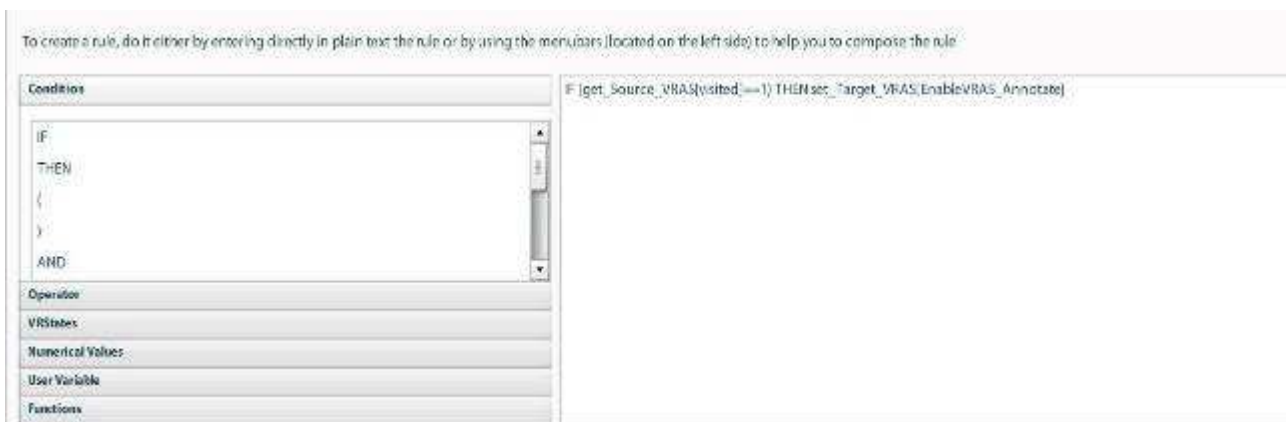 To create a rule, do it either by entering directly in plain text the rule or by using the menu bars (located on the left side) to help you to compose the rule
Condition
IF (get_Source_VRAS(visited)==1) THEN set_Target_VRAS(EnableVRAS_Annotate)
IF
THEN
(
)
AND
Operator
VRStates
Numerical Values
User Variable
Functions